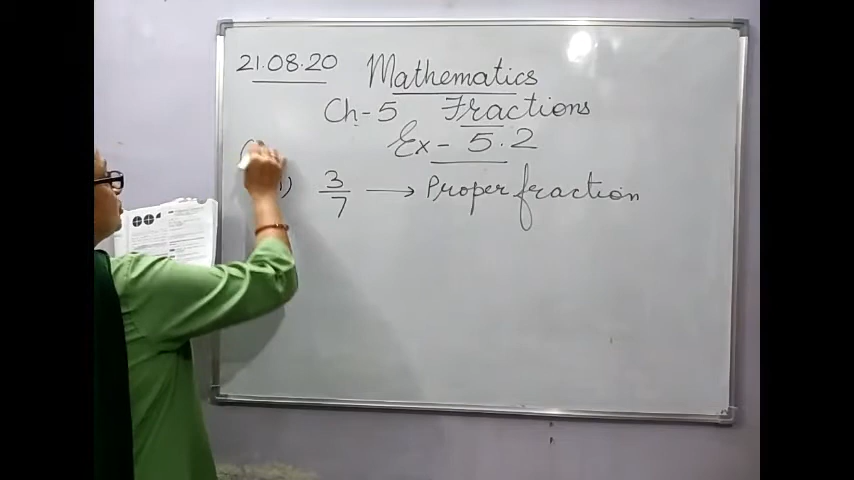 21.08.20 Mathematics
Ch-5 Fractions
Ex- 5.2
3/7 → Proper fraction